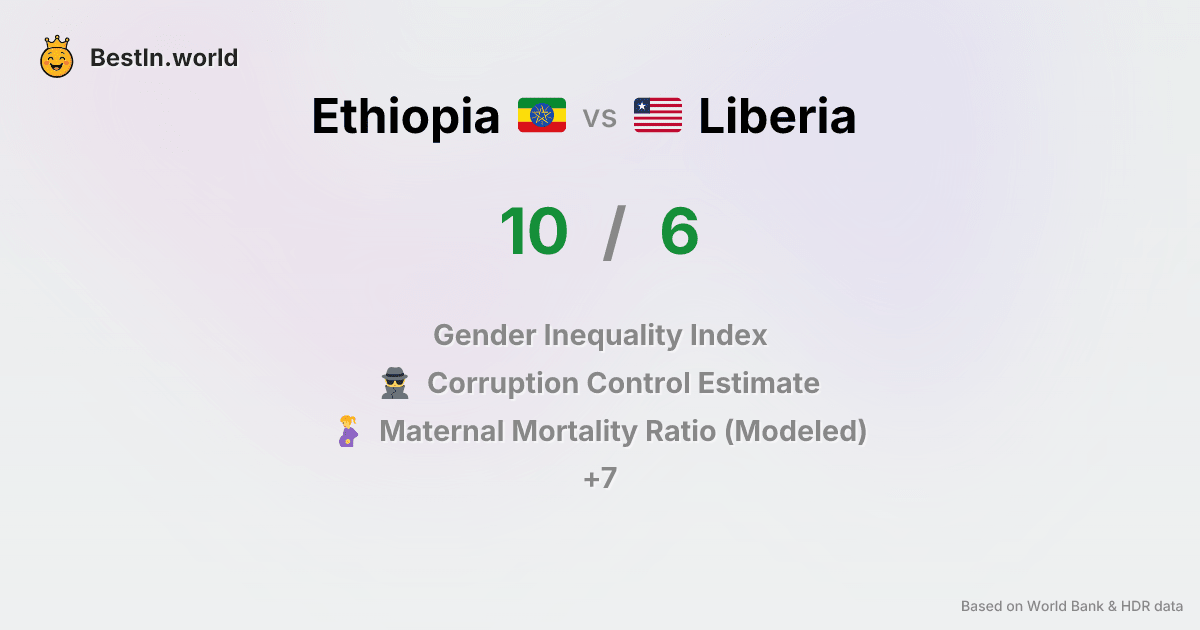 BestIn.world
Ethiopia vs Liberia
10 / 6
Gender Inequality Index
Corruption Control Estimate
Maternal Mortality Ratio (Modeled)
+7
Based on World Bank & HDR data